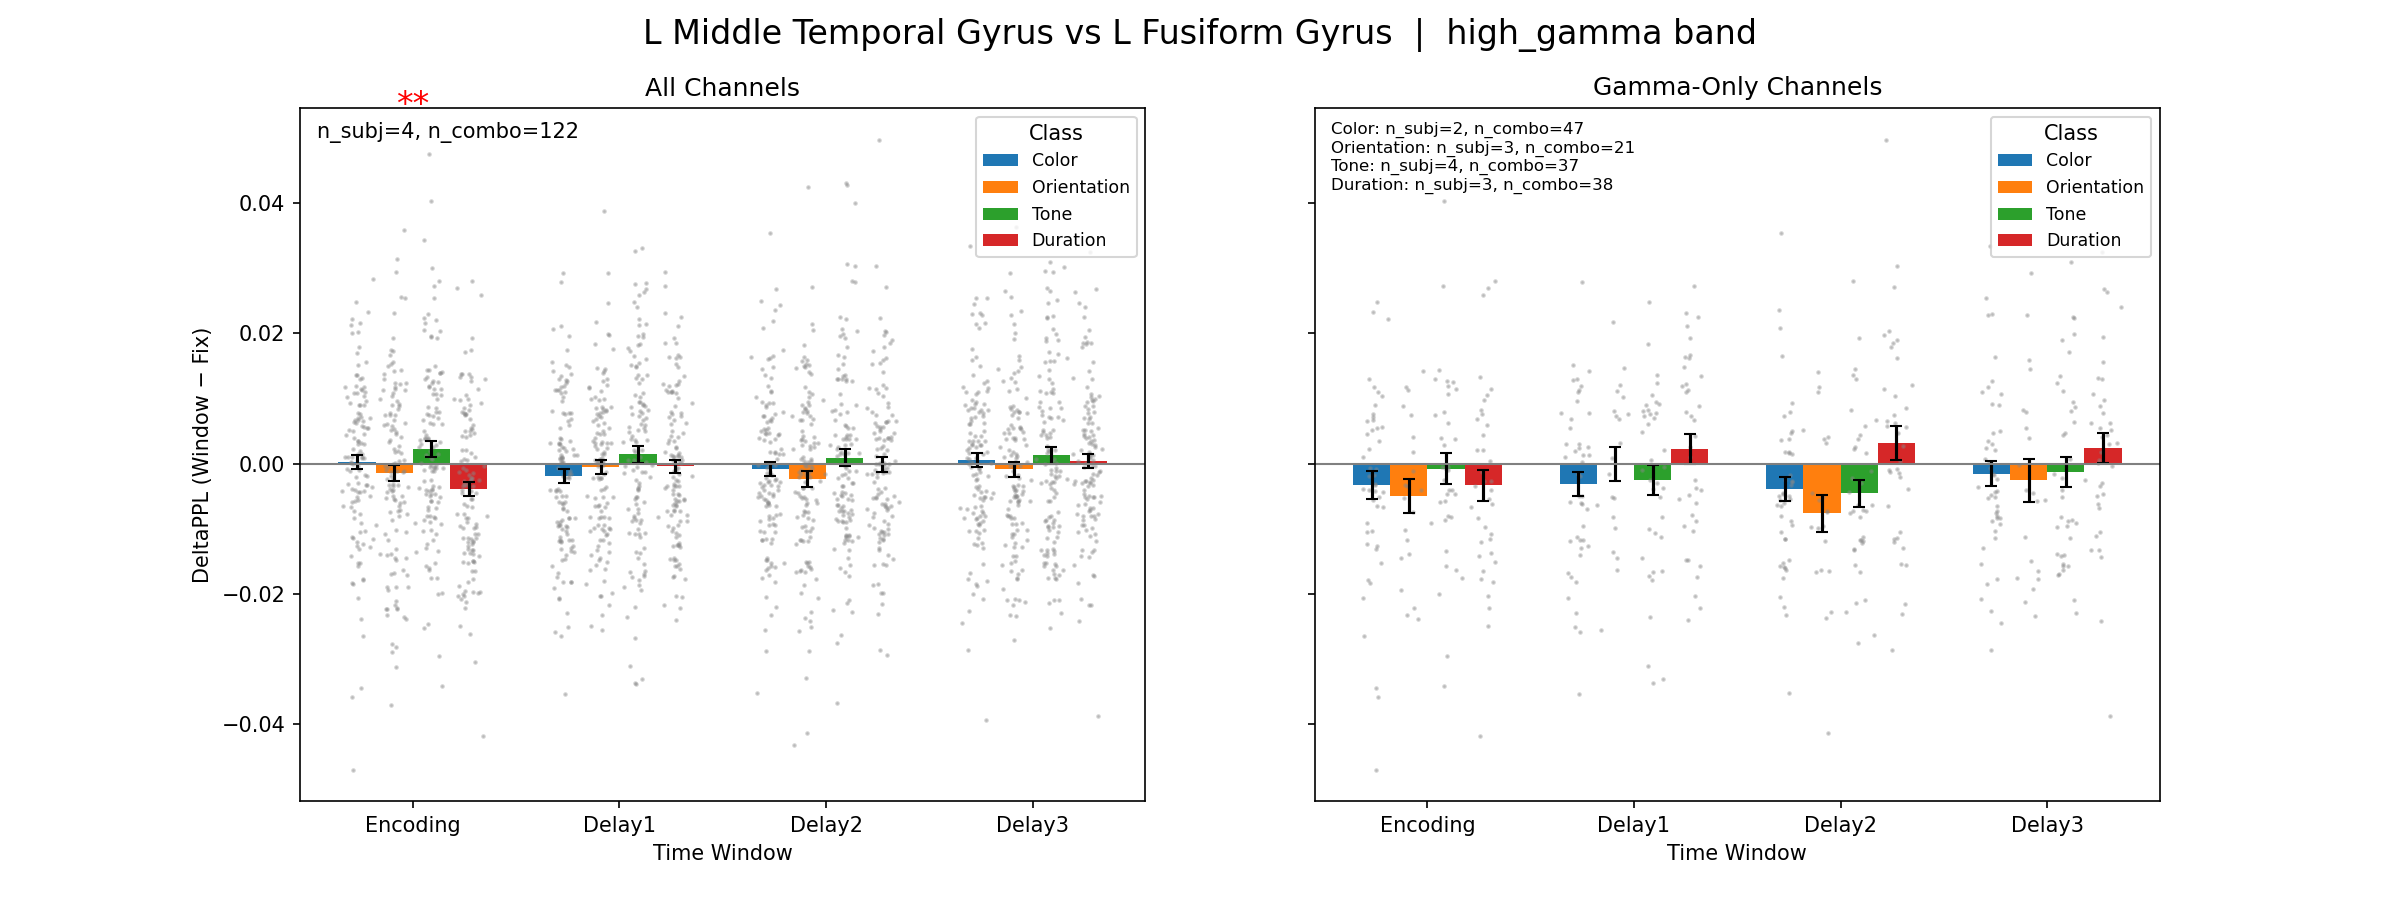 L Middle Temporal Gyrus vs L Fusiform Gyrus | high_gamma band
All Channels
**
n_subj=4, n_combo=122
Class
Color
Orientation
Tone
Duration
DeltaPPL (Window − Fix)
0.04
0.02
0.00
−0.02
−0.04
Encoding
Delay1
Delay2
Delay3
Time Window
Gamma-Only Channels
Color: n_subj=2, n_combo=47
Orientation: n_subj=3, n_combo=21
Tone: n_subj=4, n_combo=37
Duration: n_subj=3, n_combo=38
Class
Color
Orientation
Tone
Duration
Encoding
Delay1
Delay2
Delay3
Time Window